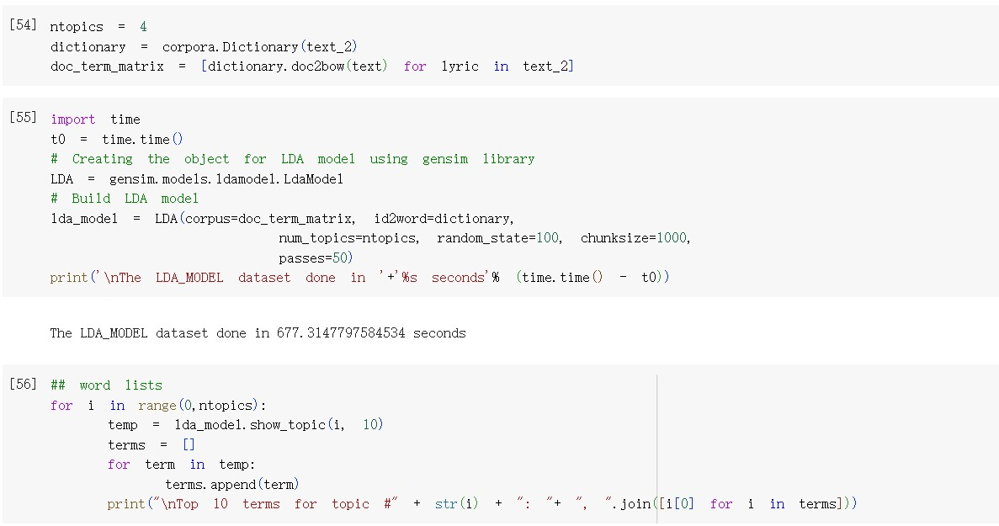 [54] ntopics = 4
dictionary = corpora.Dictionary(text_2)
doc_term_matrix = [dictionary.doc2bow(text) for lyric in text_2]
[55] import time
t0 = time.time()
# Creating the object for LDA model using gensim library
LDA = gensim.models.ldamodel.LdaModel
# Build LDA model
lda_model = LDA(corpus=doc_term_matrix, id2word=dictionary,
num_topics=ntopics, random_state=100, chunksize=1000,
passes=50)
print('\nThe LDA_MODEL dataset done in '+'%s seconds'% (time.time() - t0))
The LDA_MODEL dataset done in 677.3147797584534 seconds
[56] ## word lists
for i in range(0,ntopics):
temp = lda_model.show_topic(i, 10)
terms = []
for term in temp:
terms.append(term)
print("\nTop 10 terms for topic #" + str(i) + ": "+ ", ".join([i[0] for i in terms]))